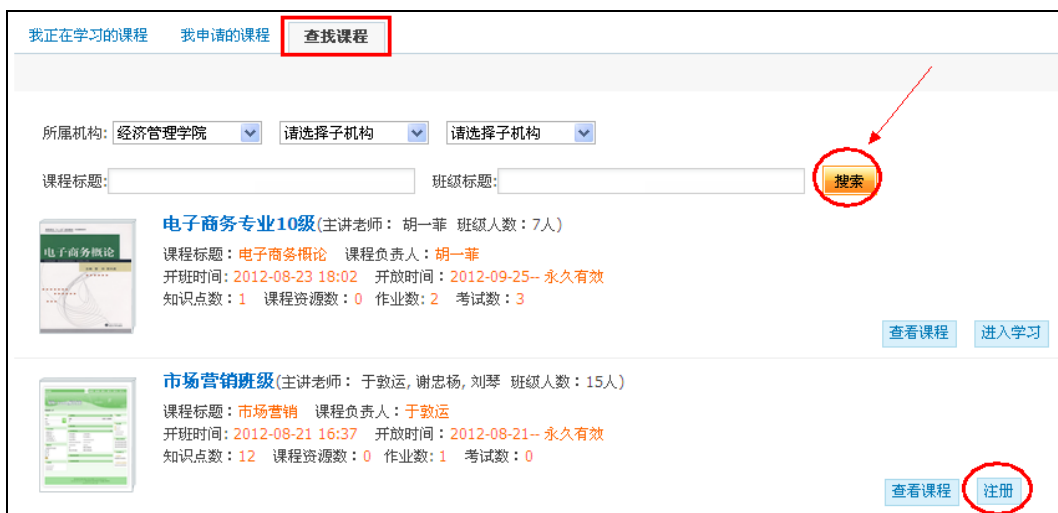 我正在学习的课程 我申请的课程 查找课程
所属机构: 经济管理学院 请选择子机构 请选择子机构
课程标题: 班级标题: 搜索
电子商务专业10级(主讲老师： 胡一菲 班级人数：7人)
电子商务概论
课程标题：电子商务概论 课程负责人：胡一菲
开班时间: 2012-08-23 18:02 开放时间：2012-09-25-- 永久有效
知识点数：1 课程资源数：0 作业数: 2 考试数：3
查看课程 进入学习
市场营销班级(主讲老师： 于敦运, 谢忠杨, 刘琴 班级人数：15人)
课程标题：市场营销 课程负责人：于敦运
开班时间: 2012-08-21 16:37 开放时间：2012-08-21-- 永久有效
知识点数：12 课程资源数：0 作业数: 1 考试数：0
查看课程 注册